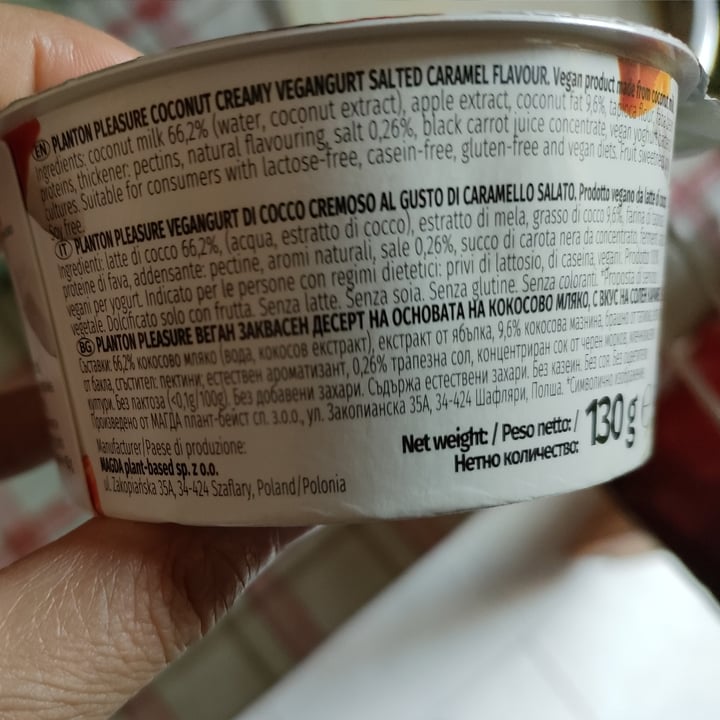 EN PLANTON PLEASURE COCONUT CREAMY VEGANGURT SALTED CARAMEL FLAVOUR. Vegan product made from coconut
Ingredients: coconut milk 66,2% (water, coconut extract), apple extract, coconut fat 9,6%,
proteins, thickener: pectins, natural flavouring, salt 0,26%, black carrot juice concentrate, vegan
cultures. Suitable for consumers with lactose-free, casein-free, gluten-free and vegan diets. Fruit
Soy free.
IT PLANTON PLEASURE VEGANGURT DI COCCO CREMOSO AL GUSTO DI CARAMELLO SALATO. Prodotto vegano da latte di
Ingredienti: latte di cocco 66,2%, (acqua, estratto di cocco), estratto di mela, grasso di cocco 9,6%, farina di
proteine di fava, addensante: pectine, aromi naturali, sale 0,26%, succo di carota nera da concentrato,
vegani per yogurt. Indicato per le persone con regimi dietetici: privi di lattosio, di caseina, vegani. Prodotto
vegetale. Dolcificato solo con frutta. Senza latte. Senza soia. Senza glutine. Senza coloranti. *Proposta di
BG PLANTON PLEASURE ВЕГАН ЗАКВАСЕН ДЕСЕРТ НА ОСНОВАТА НА КОКОСОВО МЛЯКО, С ВКУС НА СОЛЕН
Съставки: 66,2% кокосово мляко (вода, кокосов екстракт), екстракт от ябълка, 9,6% кокосова мазнина,
от бакла, сгъстител: пектини; естествен ароматизант, 0,26% трапезна сол, концентриран сок от черен морков,
култури. Без лактоза (<0,1g/100g). Без добавени захари. Съдържа естествени захари. Без казеин. Без соя.
Произведено от МАГДА плант-бейст сп. з.о.о., ул. Закопианска 35А, 34-424 Шафляри, Полша. *Символично изображение
Manufacturer/Paese di produzione:
MAGDA plant-based sp. z o.o.
ul. Zakopiańska 35A, 34-424 Szaflary, Poland/Polonia
Net weight: / Peso netto: /
Нетно количество:
130 g